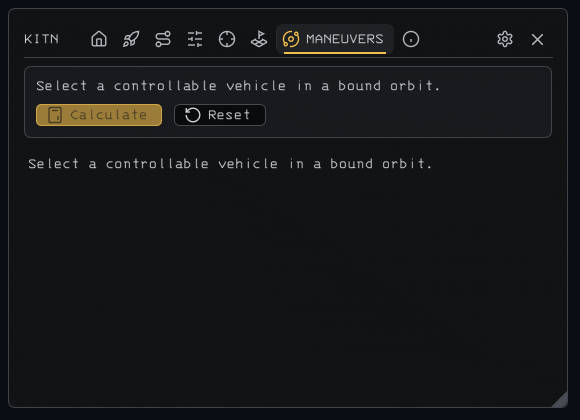 KITN MANEUVERS
Select a controllable vehicle in a bound orbit.
Calculate Reset
Select a controllable vehicle in a bound orbit.